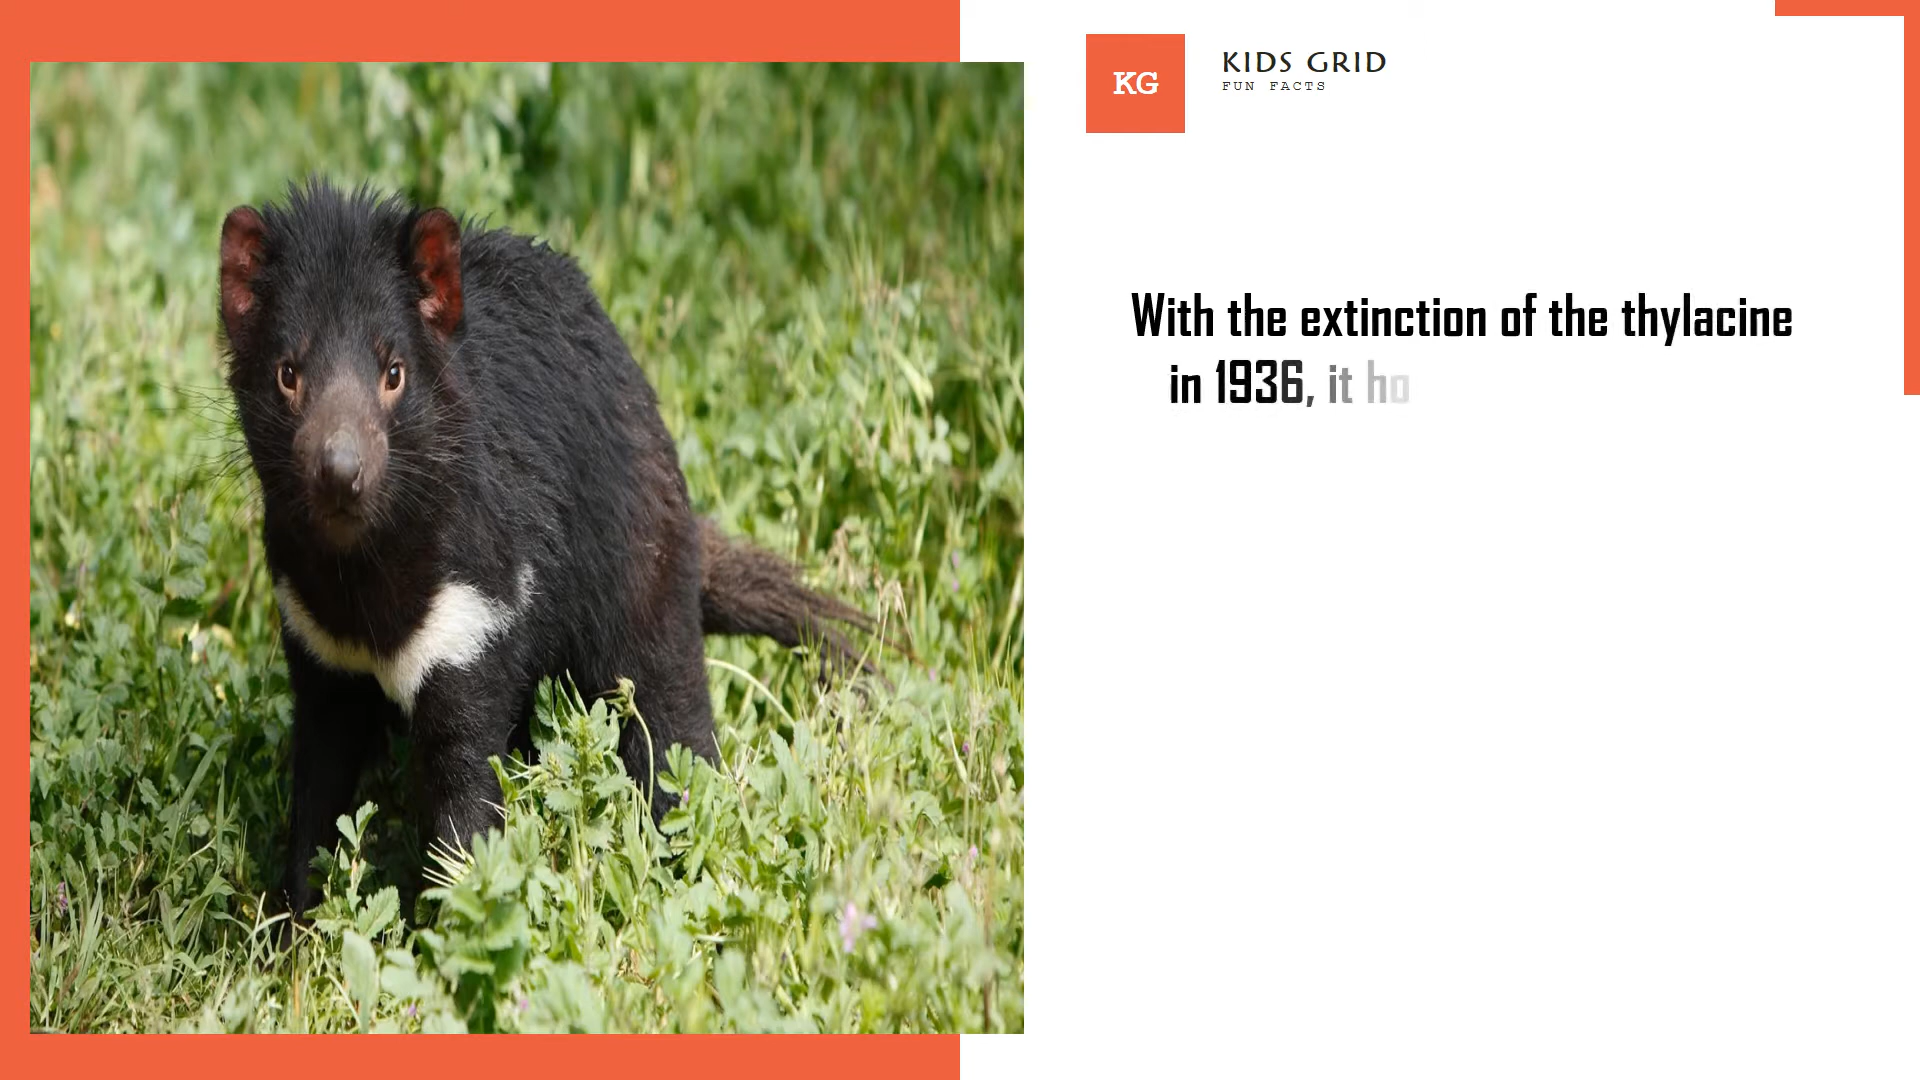 KG
KIDS GRID
FUN FACTS
With the extinction of the thylacine
in 1936, it